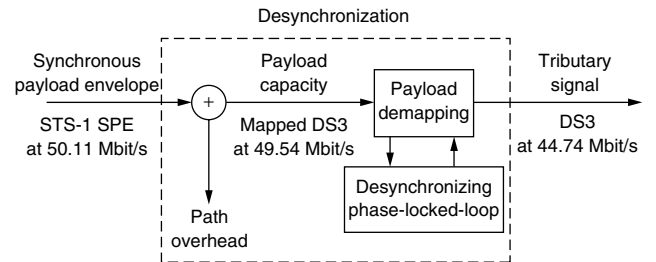 Desynchronization
Synchronous
payload envelope
STS-1 SPE
at 50.11 Mbit/s
+
Path
overhead
Payload
capacity
Mapped DS3
at 49.54 Mbit/s
Payload
demapping
Desynchronizing
phase-locked-loop
Tributary
signal
DS3
at 44.74 Mbit/s